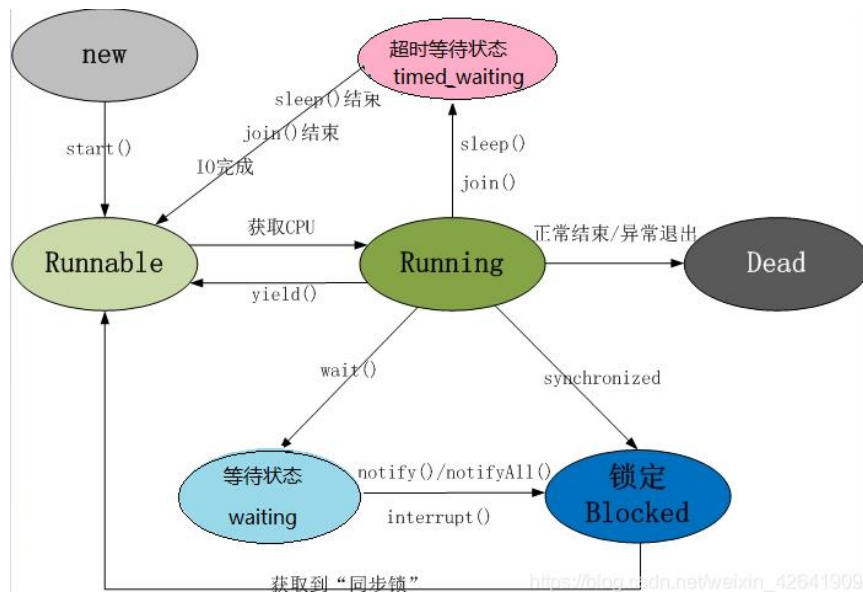 new
超时等待状态
timed_waiting
sleep()结束
join()结束
IO完成
start()
sleep()
join()
获取CPU
正常结束/异常退出
Runnable
Running
Dead
yield()
wait()
synchronized
等待状态
waiting
notify()/notifyAll()
interrupt()
锁定
Blocked
获取到“同步锁”
https://blog.csdn.net/weixin_42641909